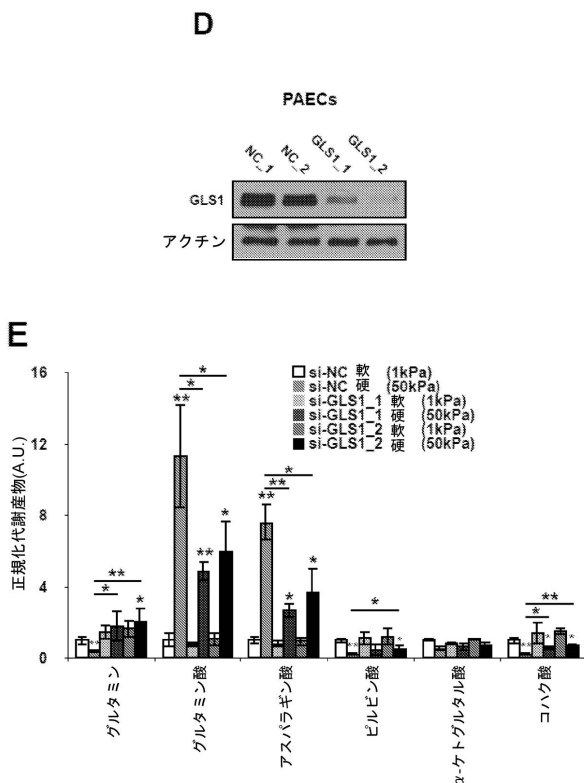 D
PAECs
NC_1 NC_2 GLS1_1 GLS1_2
GLS1
アクチン
E
正規化代謝産物(A.U.)
16
12
8
4
0
si-NC 軟 (1kPa)
si-NC 硬 (50kPa)
si-GLS1_1 軟 (1kPa)
si-GLS1_1 硬 (50kPa)
si-GLS1_2 軟 (1kPa)
si-GLS1_2 硬 (50kPa)
** * *
** ** * * *
** * ** * *
** * *
** * * ** *
グルタミン
グルタミン酸
アスパラギン酸
ピルビン酸
α-ケトグルタル酸
コハク酸